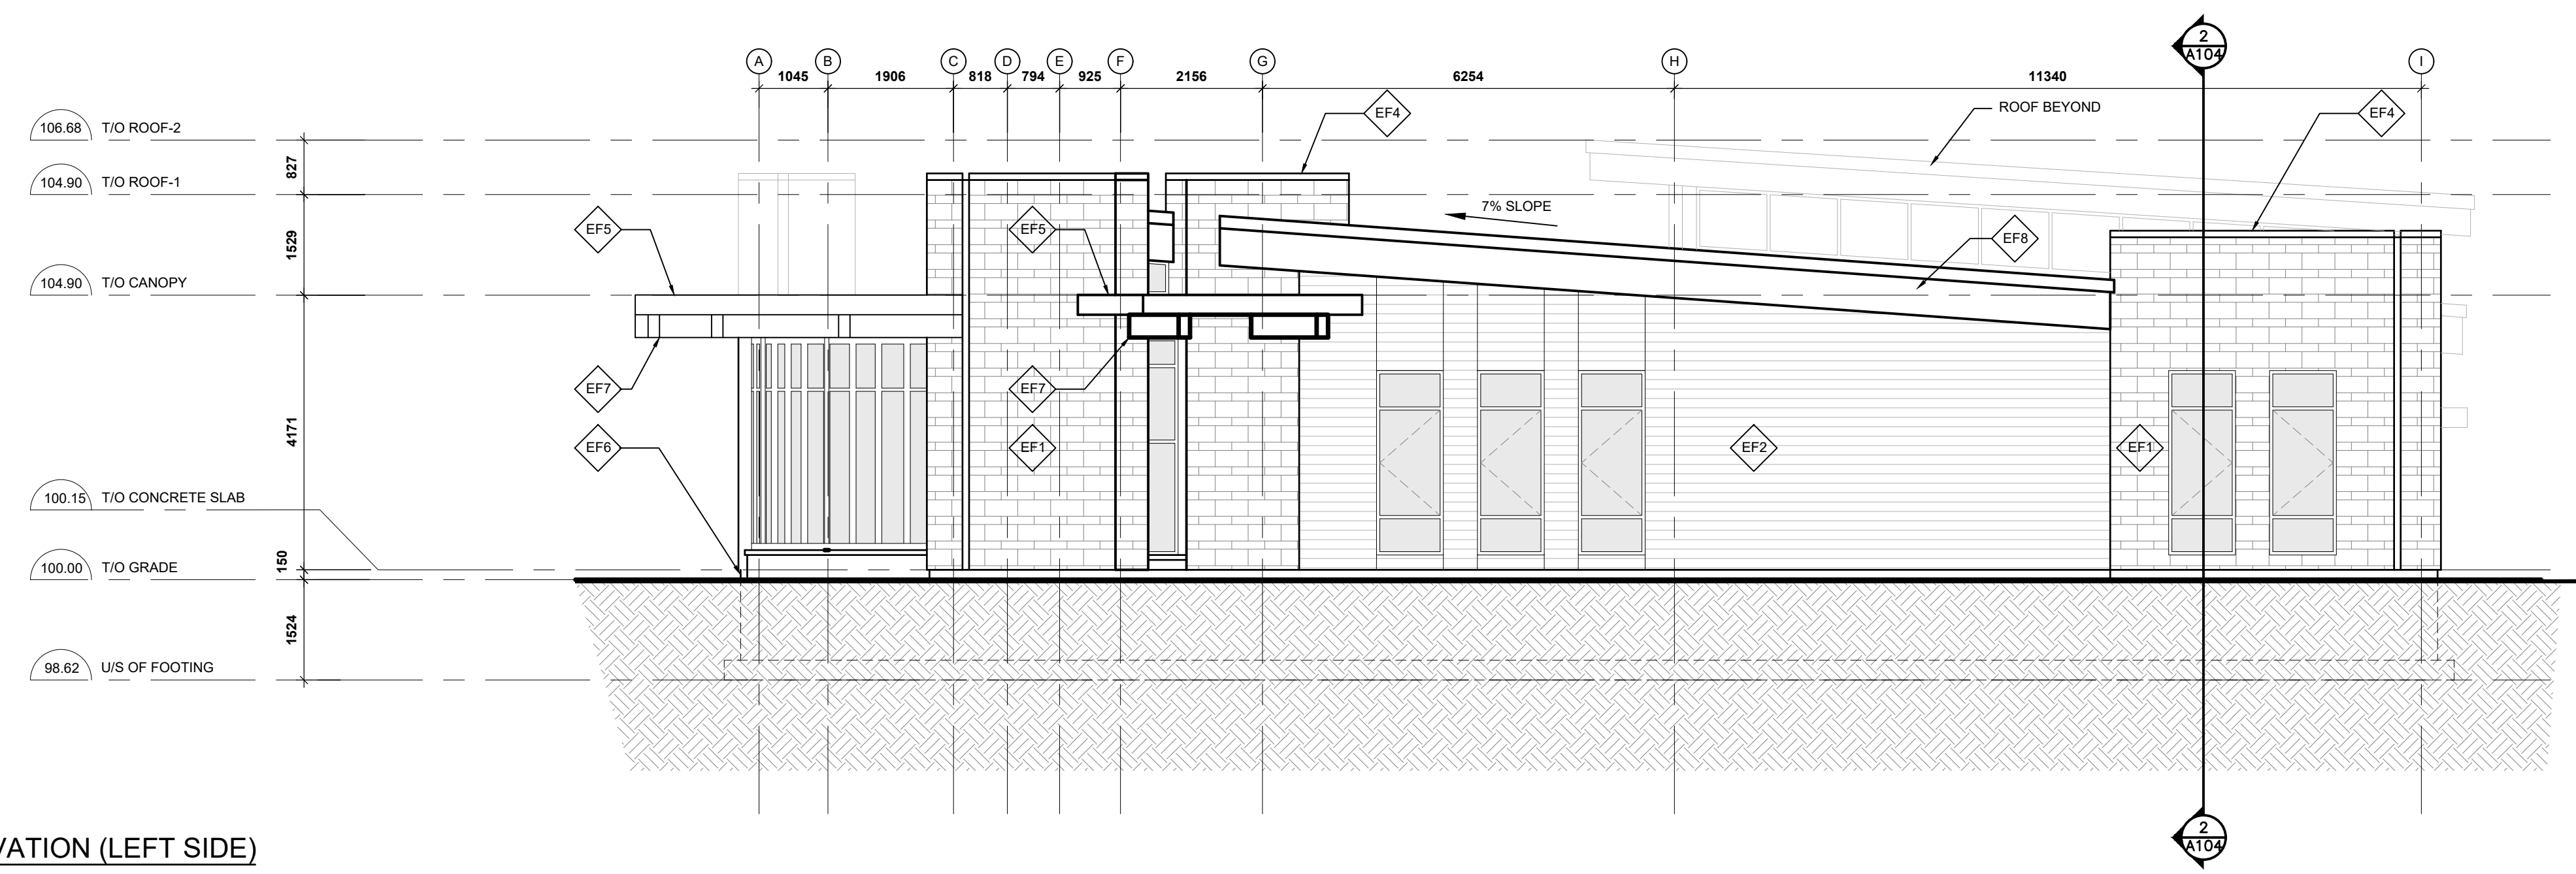 2
A104
A
B
C
D
E
F
G
H
I
1045
1906
818
794
925
2156
6254
11340
106.68 T/O ROOF-2
EF4
ROOF BEYOND
EF4
827
104.90 T/O ROOF-1
7% SLOPE
EF5
EF5
EF8
1529
104.90 T/O CANOPY
EF7
EF7
4171
EF6
EF1
EF2
EF1
100.15 T/O CONCRETE SLAB
150
100.00 T/O GRADE
1524
98.62 U/S OF FOOTING
2
A104
VATION (LEFT SIDE)